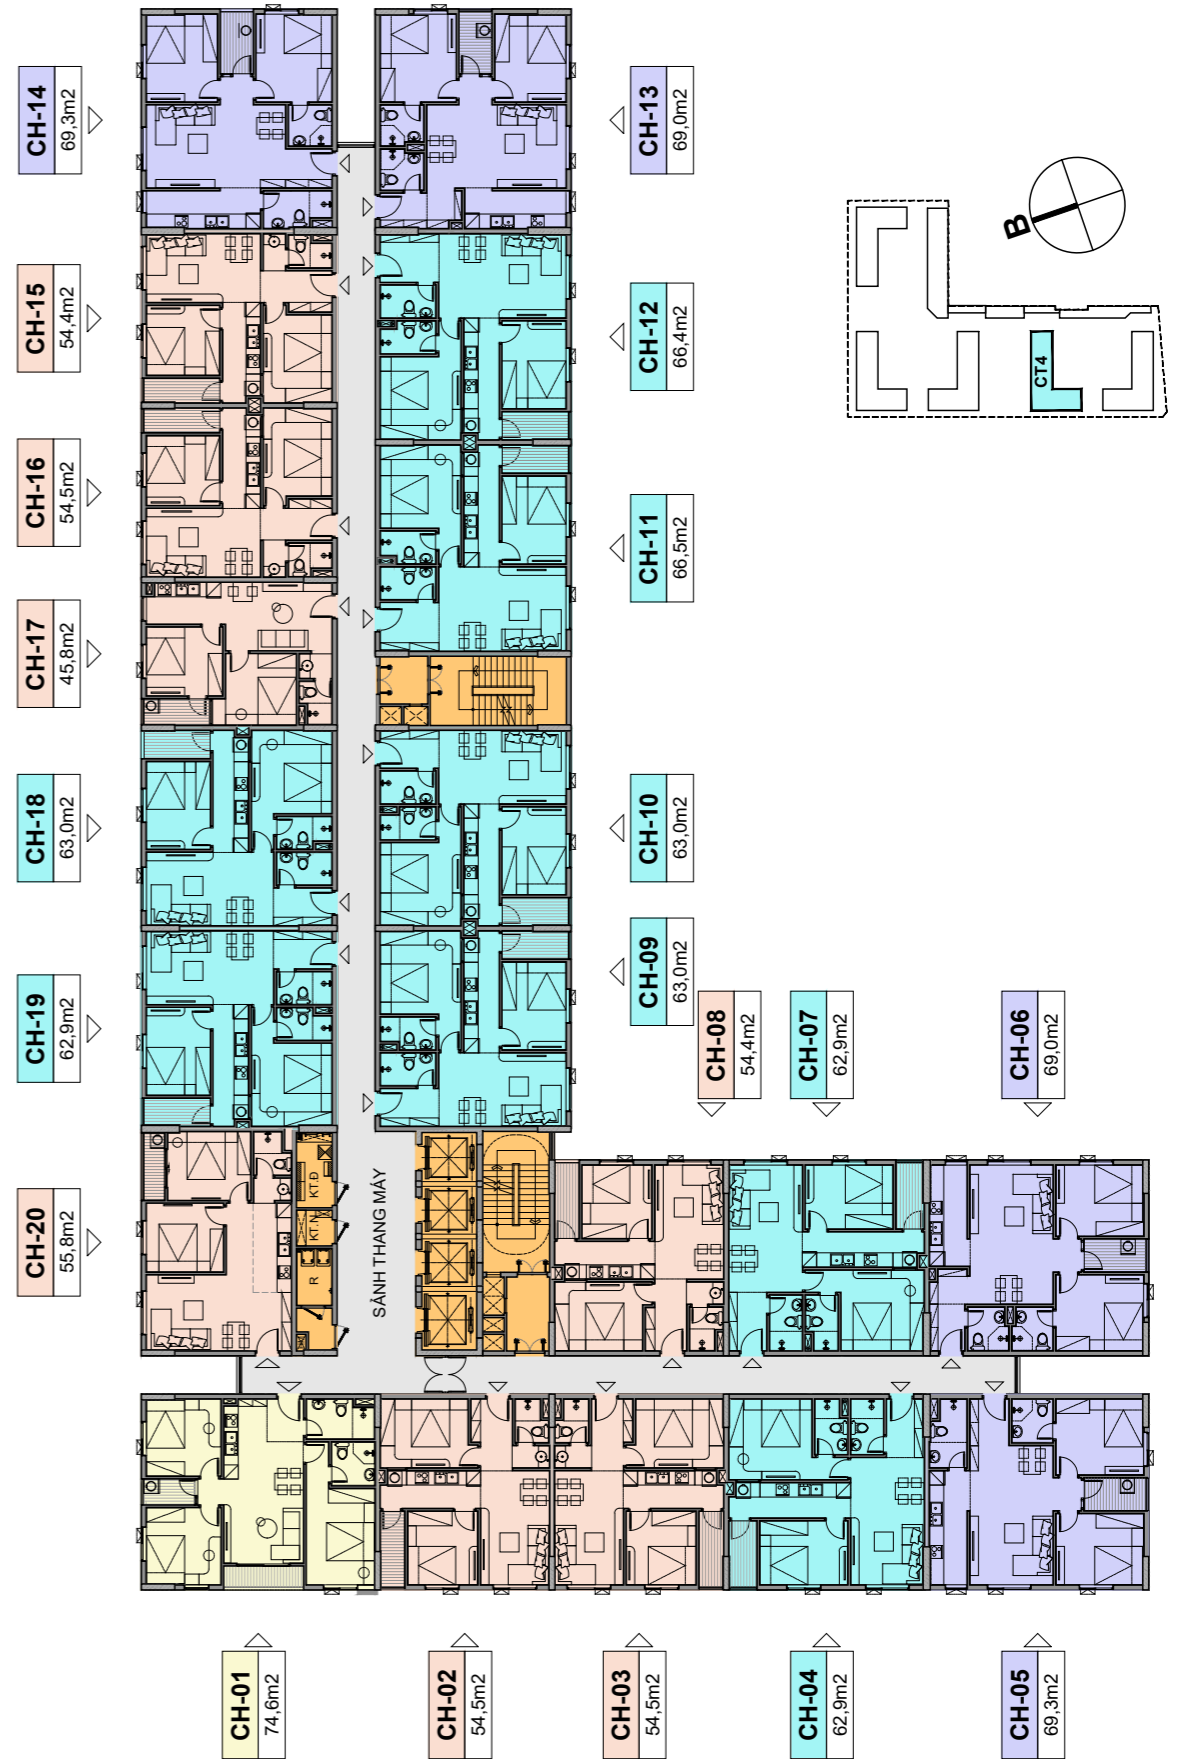 CH-14
69,3m2
CH-13
69,0m2
B
CH-15
54,4m2
CH-12
66,4m2
CT4
CH-16
54,5m2
CH-11
66,5m2
CH-17
45,8m2
CH-18
63,0m2
CH-10
63,0m2
CH-19
62,9m2
CH-09
63,0m2
CH-08
54,4m2
CH-07
62,9m2
CH-06
69,0m2
CH-20
55,8m2
KT.Đ
KT.N
R
SẢNH THANG MÁY
CH-01
74,6m2
CH-02
54,5m2
CH-03
54,5m2
CH-04
62,9m2
CH-05
69,3m2